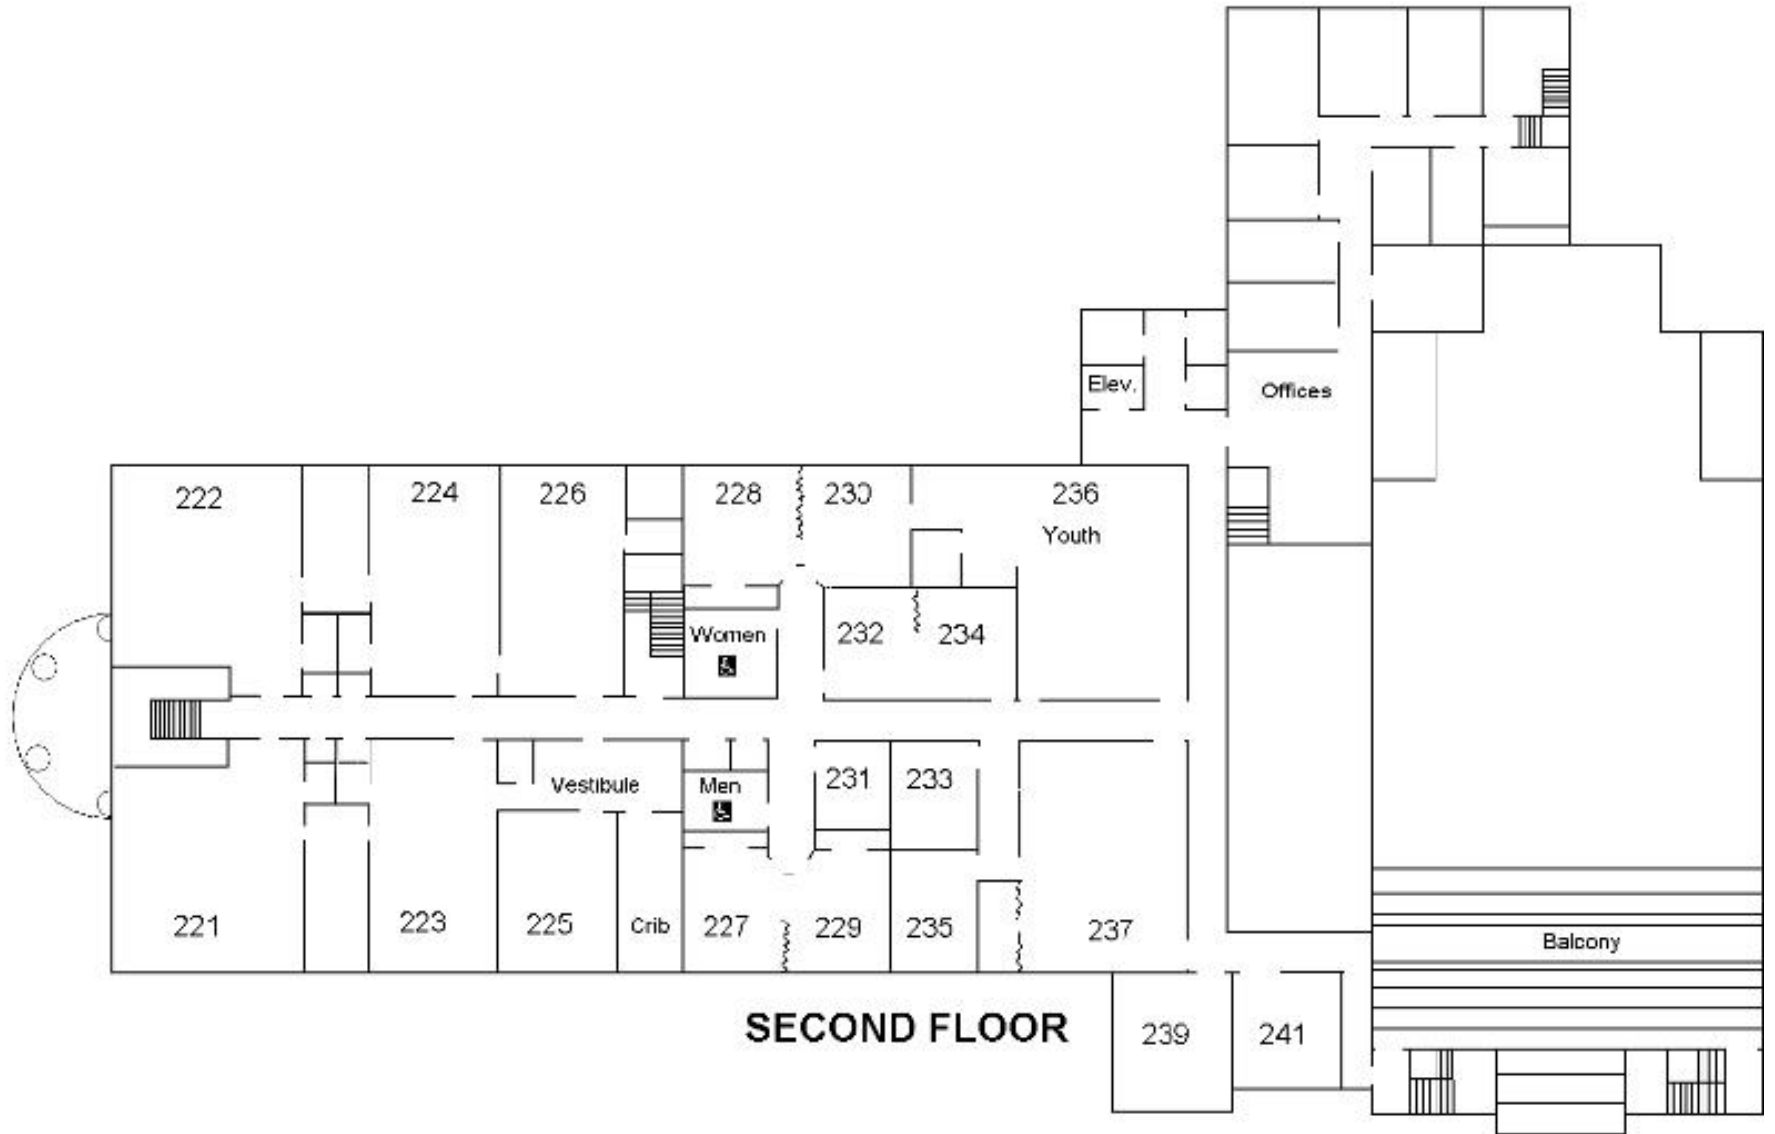 Elev.
Offices
222
224
226
228
230
236
Youth
Women
232
234
Vestibule
Men
231
233
221
223
225
Crib
227
229
235
237
Balcony
SECOND FLOOR
239
241